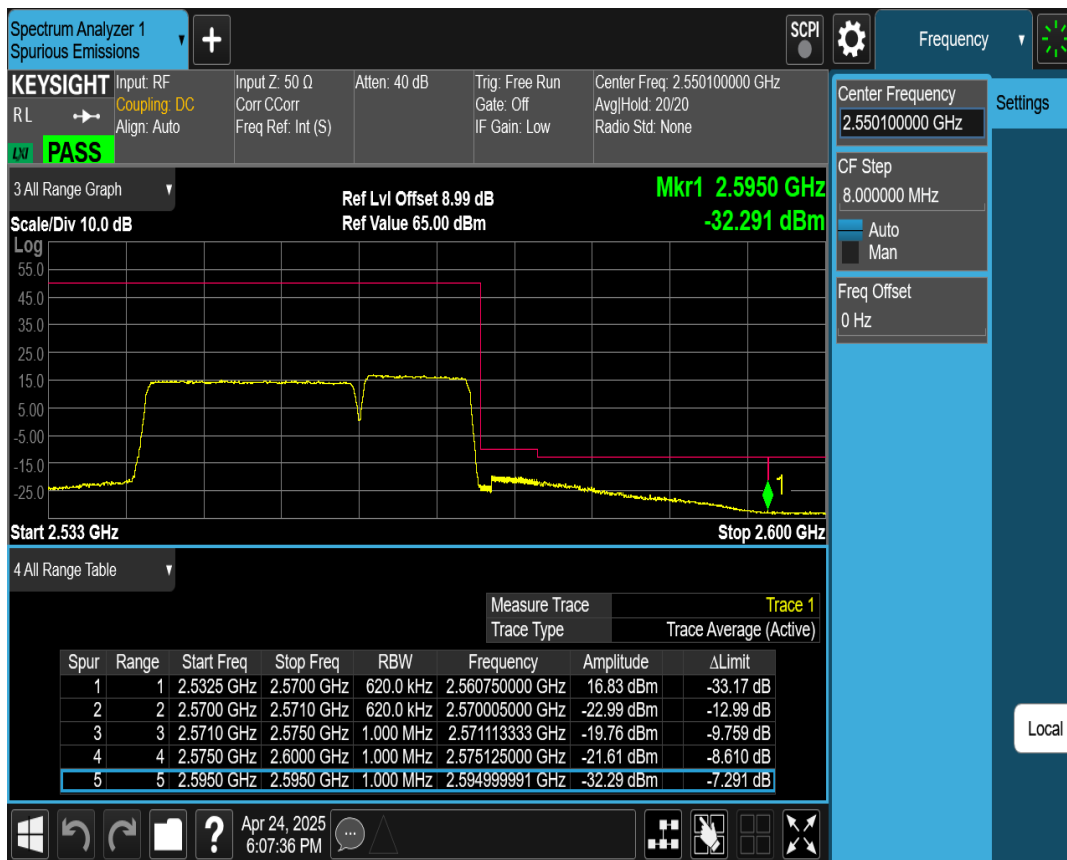 Spectrum Analyzer 1
Spurious Emissions
+
SCPI
Frequency
KEYSIGHT
RL
LXI PASS
Input: RF
Coupling: DC
Align: Auto
Input Z: 50 Ω
Corr CCorr
Freq Ref: Int (S)
Atten: 40 dB
Trig: Free Run
Gate: Off
IF Gain: Low
Center Freq: 2.550100000 GHz
Avg|Hold: 20/20
Radio Std: None
Center Frequency
2.550100000 GHz
Settings
CF Step
8.000000 MHz
Auto
Man
Freq Offset
0 Hz
Local
3 All Range Graph
Scale/Div 10.0 dB
Ref Lvl Offset 8.99 dB
Ref Value 65.00 dBm
Mkr1 2.5950 GHz
-32.291 dBm
Log
55.0
45.0
35.0
25.0
15.0
5.00
-5.00
-15.0
-25.0
1
Start 2.533 GHz
Stop 2.600 GHz
4 All Range Table
Measure Trace Trace 1
Trace Type Trace Average (Active)
Spur Range Start Freq Stop Freq RBW Frequency Amplitude ΔLimit
1 1 2.5325 GHz 2.5700 GHz 620.0 kHz 2.560750000 GHz 16.83 dBm -33.17 dB
2 2 2.5700 GHz 2.5710 GHz 620.0 kHz 2.570005000 GHz -22.99 dBm -12.99 dB
3 3 2.5710 GHz 2.5750 GHz 1.000 MHz 2.571113333 GHz -19.76 dBm -9.759 dB
4 4 2.5750 GHz 2.6000 GHz 1.000 MHz 2.575125000 GHz -21.61 dBm -8.610 dB
5 5 2.5950 GHz 2.5950 GHz 1.000 MHz 2.594999991 GHz -32.29 dBm -7.291 dB
?
Apr 24, 2025
6:07:36 PM